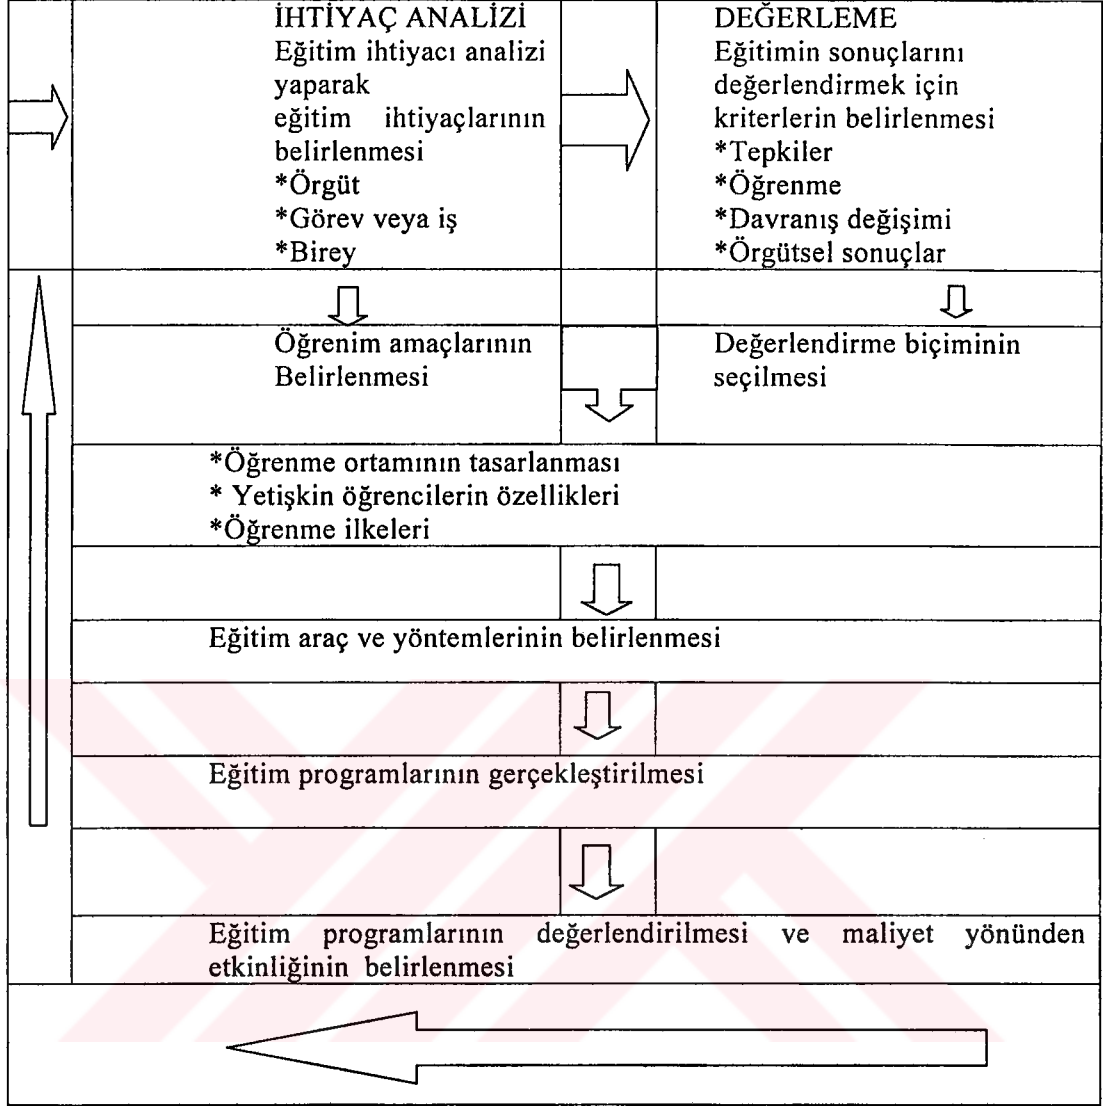 İHTİYAÇ ANALİZİ
Eğitim ihtiyacı analizi
yaparak
eğitim ihtiyaçlarının
belirlenmesi
*Örgüt
*Görev veya iş
*Birey
DEĞERLEME
Eğitimin sonuçlarını
değerlendirmek için
kriterlerin belirlenmesi
*Tepkiler
*Öğrenme
*Davranış değişimi
*Örgütsel sonuçlar
Öğrenim amaçlarının
Belirlenmesi
Değerlendirme biçiminin
seçilmesi
*Öğrenme ortamının tasarlanması
* Yetişkin öğrencilerin özellikleri
*Öğrenme ilkeleri
Eğitim araç ve yöntemlerinin belirlenmesi
Eğitim programlarının gerçekleştirilmesi
Eğitim programlarının değerlendirilmesi ve maliyet yönünden
etkinliğinin belirlenmesi